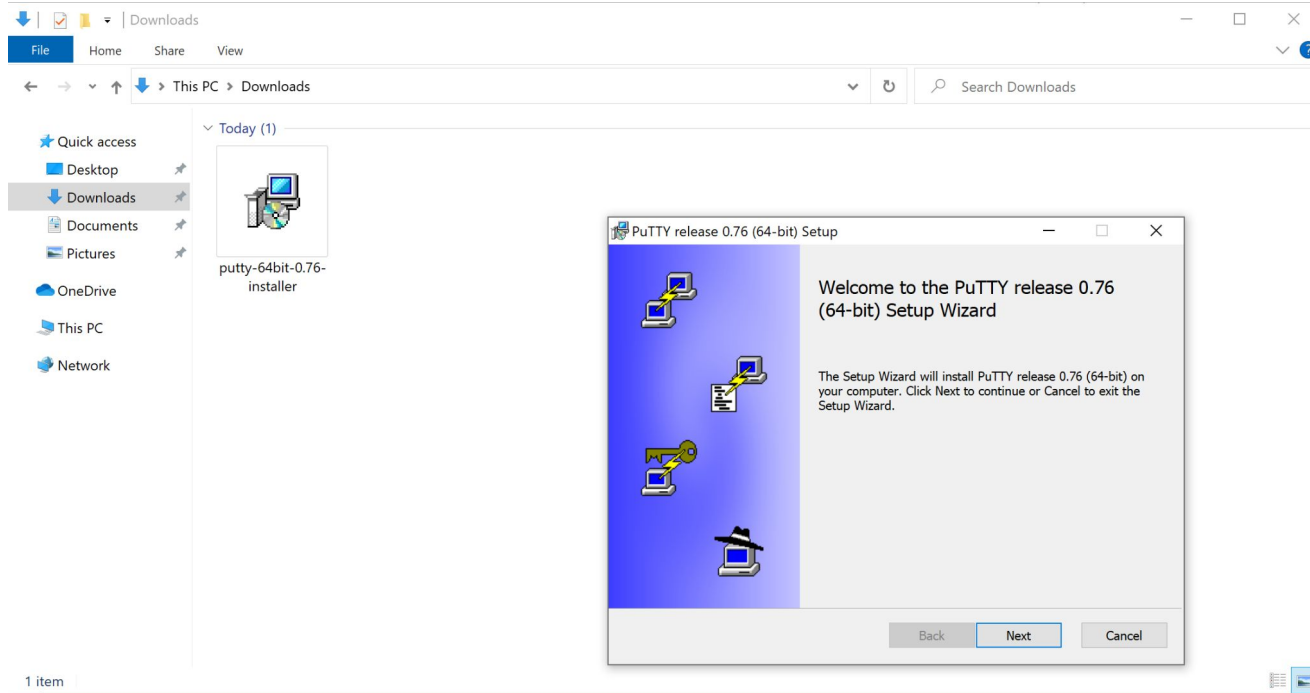 Downloads
File Home Share View
This PC > Downloads
Search Downloads
Quick access
Desktop
Downloads
Documents
Pictures
OneDrive
This PC
Network
Today (1)
putty-64bit-0.76-
installer
PuTTY release 0.76 (64-bit) Setup
Welcome to the PuTTY release 0.76
(64-bit) Setup Wizard
The Setup Wizard will install PuTTY release 0.76 (64-bit) on
your computer. Click Next to continue or Cancel to exit the
Setup Wizard.
Back Next Cancel
1 item